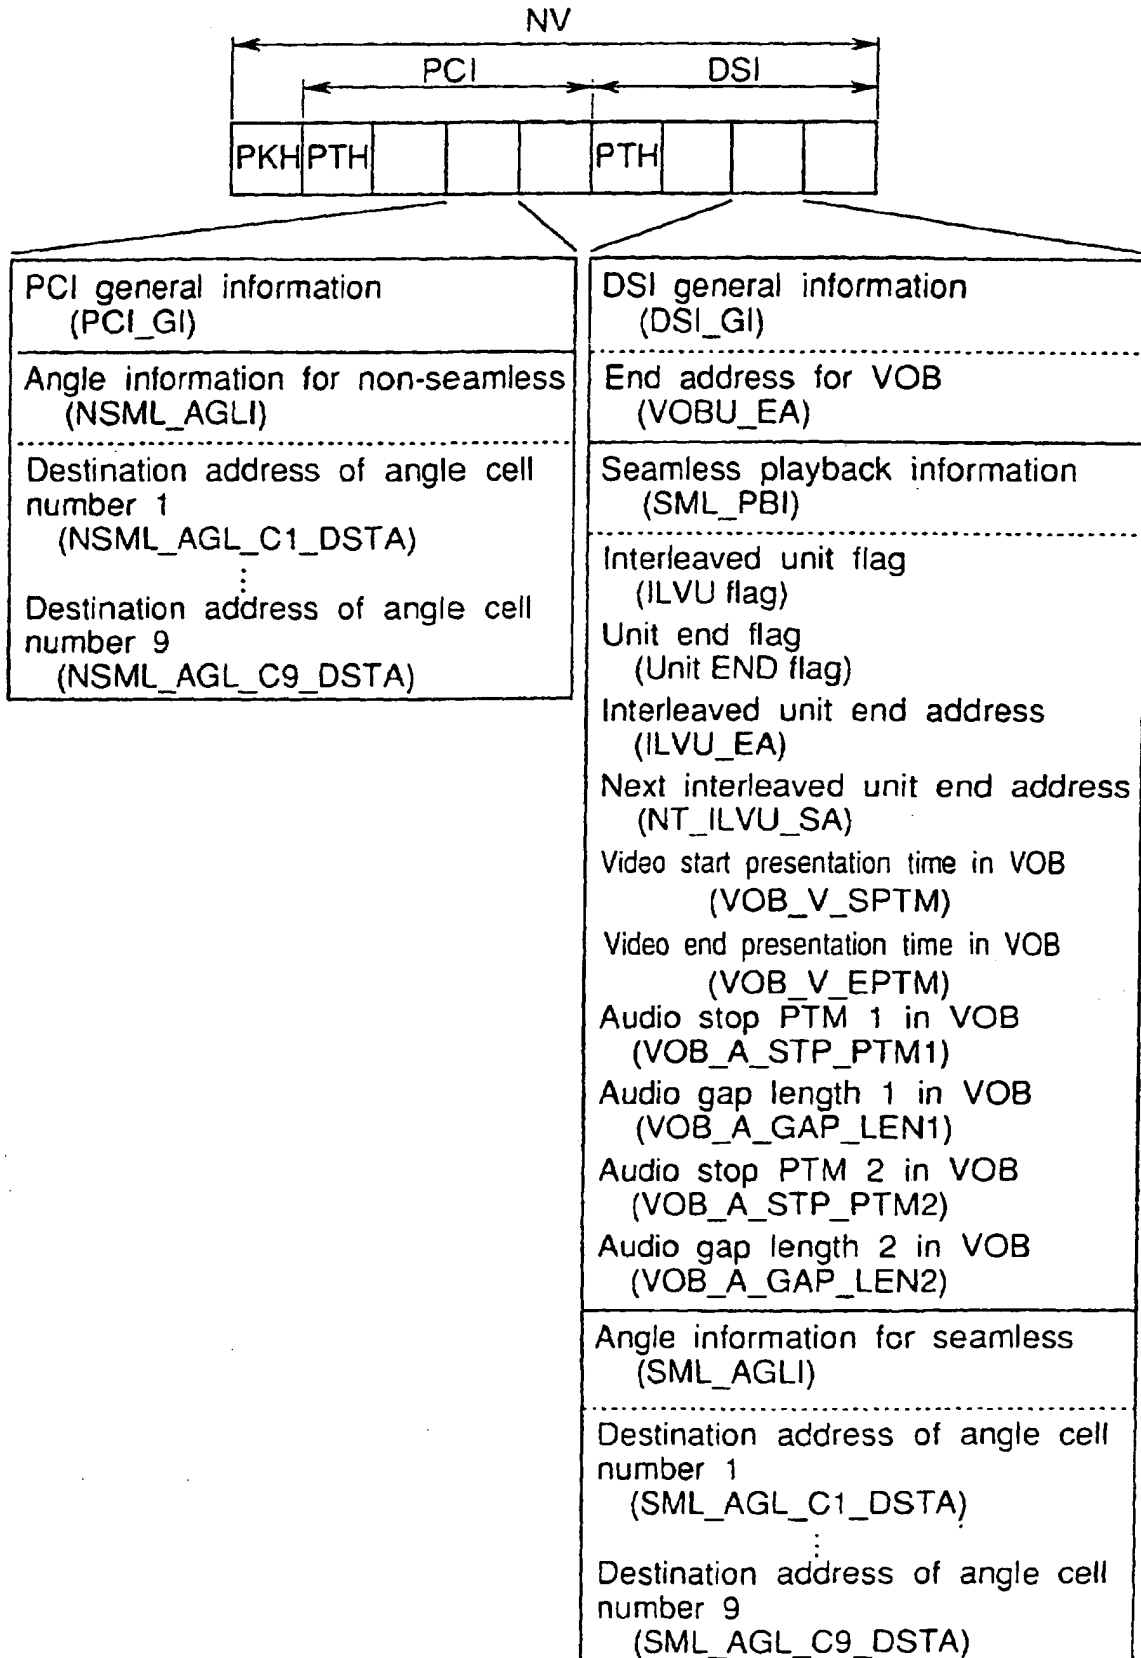 NV
PCI
DSI
PKH PTH PTH
PCI general information
(PCI_GI)
Angle information for non-seamless
(NSML_AGLI)
Destination address of angle cell
number 1
(NSML_AGL_C1_DSTA)
Destination address of angle cell
number 9
(NSML_AGL_C9_DSTA)
DSI general information
(DSI_GI)
End address for VOB
(VOBU_EA)
Seamless playback information
(SML_PBI)
Interleaved unit flag
(ILVU flag)
Unit end flag
(Unit END flag)
Interleaved unit end address
(ILVU_EA)
Next interleaved unit end address
(NT_ILVU_SA)
Video start presentation time in VOB
(VOB_V_SPTM)
Video end presentation time in VOB
(VOB_V_EPTM)
Audio stop PTM 1 in VOB
(VOB_A_STP_PTM1)
Audio gap length 1 in VOB
(VOB_A_GAP_LEN1)
Audio stop PTM 2 in VOB
(VOB_A_STP_PTM2)
Audio gap length 2 in VOB
(VOB_A_GAP_LEN2)
Angle information for seamless
(SML_AGLI)
Destination address of angle cell
number 1
(SML_AGL_C1_DSTA)
Destination address of angle cell
number 9
(SML_AGL_C9_DSTA)